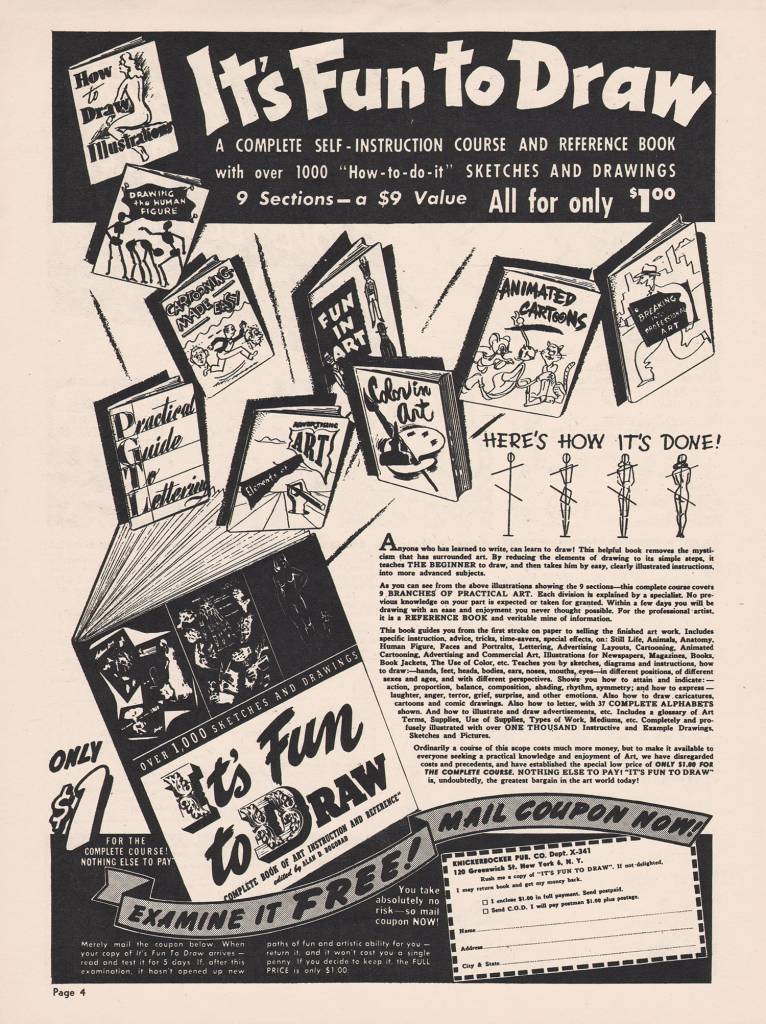 How
to
Draw
Illustrations
It's Fun to Draw
A COMPLETE SELF-INSTRUCTION COURSE AND REFERENCE BOOK
with over 1000 "How-to-do-it" SKETCHES AND DRAWINGS
9 Sections—a $9 Value All for only $1.00
DRAWING
the HUMAN
FIGURE
CARTOONING
MADE EASY
FUN
IN
ART
ANIMATED
CARTOONS
BREAKING
INTO
PROFESSIONAL
ART
Practical
Guide
To
Lettering
ADVERTISING
ART
Elements of
Color in
Art
HERE'S HOW IT'S DONE!
Anyone who has learned to write, can learn to draw! This helpful book removes the mysti-
cism that has surrounded art. By reducing the elements of drawing to its simple steps, it
teaches THE BEGINNER to draw, and then takes him by easy, clearly illustrated instructions,
into more advanced subjects.
As you can see from the above illustrations showing the 9 sections—this complete course covers
9 BRANCHES OF PRACTICAL ART. Each division is explained by a specialist. No pre-
vious knowledge on your part is expected or taken for granted. Within a few days you will be
drawing with an ease and enjoyment you never thought possible. For the professional artist,
it is a REFERENCE BOOK and veritable mine of information.
This book guides you from the first stroke on paper to selling the finished art work. Includes
specific instruction, advice, tricks, time-savers, special effects, on: Still Life, Animals, Anatomy,
Human Figure, Faces and Portraits, Lettering, Advertising Layouts, Cartooning, Animated
Cartooning, Advertising and Commercial Art, Illustrations for Newspapers, Magazines, Books,
Book Jackets, The Use of Color, etc. Teaches you by sketches, diagrams and instructions, how
to draw:—hands, feet, heads, bodies, ears, noses, mouths, eyes—in different positions, of different
sexes and ages, and with different perspectives. Shows you how to attain and indicate:—
action, proportion, balance, composition, shading, rhythm, symmetry; and how to express—
laughter, anger, terror, grief, surprise, and other emotions. Also how to draw caricatures,
cartoons and comic drawings. Also how to letter, with 37 COMPLETE ALPHABETS
shown. And how to illustrate and draw advertisements, etc. Includes a glossary of Art
Terms, Supplies, Use of Supplies, Types of Work, Mediums, etc. Completely and pro-
fusely illustrated with over ONE THOUSAND Instructive and Example Drawings,
Sketches and Pictures.
Ordinarily a course of this scope costs much more money, but to make it available to
everyone seeking a practical knowledge and enjoyment of Art, we have disregarded
costs and precedents, and have established the special low price of ONLY $1.00 FOR
THE COMPLETE COURSE. NOTHING ELSE TO PAY! "IT'S FUN TO DRAW"
is, undoubtedly, the greatest bargain in the art world today!
OVER 1,000 SKETCHES AND DRAWINGS
It's Fun
to DRAW
COMPLETE BOOK OF ART INSTRUCTION AND REFERENCE
edited by ALAN D. BOGORAD
ONLY
$1
FOR THE
COMPLETE COURSE!
NOTHING ELSE TO PAY
EXAMINE IT FREE!
MAIL COUPON NOW!
You take
absolutely no
risk—so mail
coupon NOW!
Merely mail the coupon below. When
your copy of It's Fun To Draw arrives—
read and test it for 5 days. If, after this
examination, it hasn't opened up new
paths of fun and artistic ability for you—
return it, and it won't cost you a single
penny. If you decide to keep it, the FULL
PRICE is only $1.00
KNICKERBOCKER PUB. CO. Dept. X-341
120 Greenwich St. New York 6, N. Y.
Rush me a copy of "IT'S FUN TO DRAW". If not delighted,
I may return book and get my money back.
I enclose $1.00 in full payment. Send postpaid.
Send C.O.D. I will pay postman $1.00 plus postage.
Name
Address
City & State
Page 4